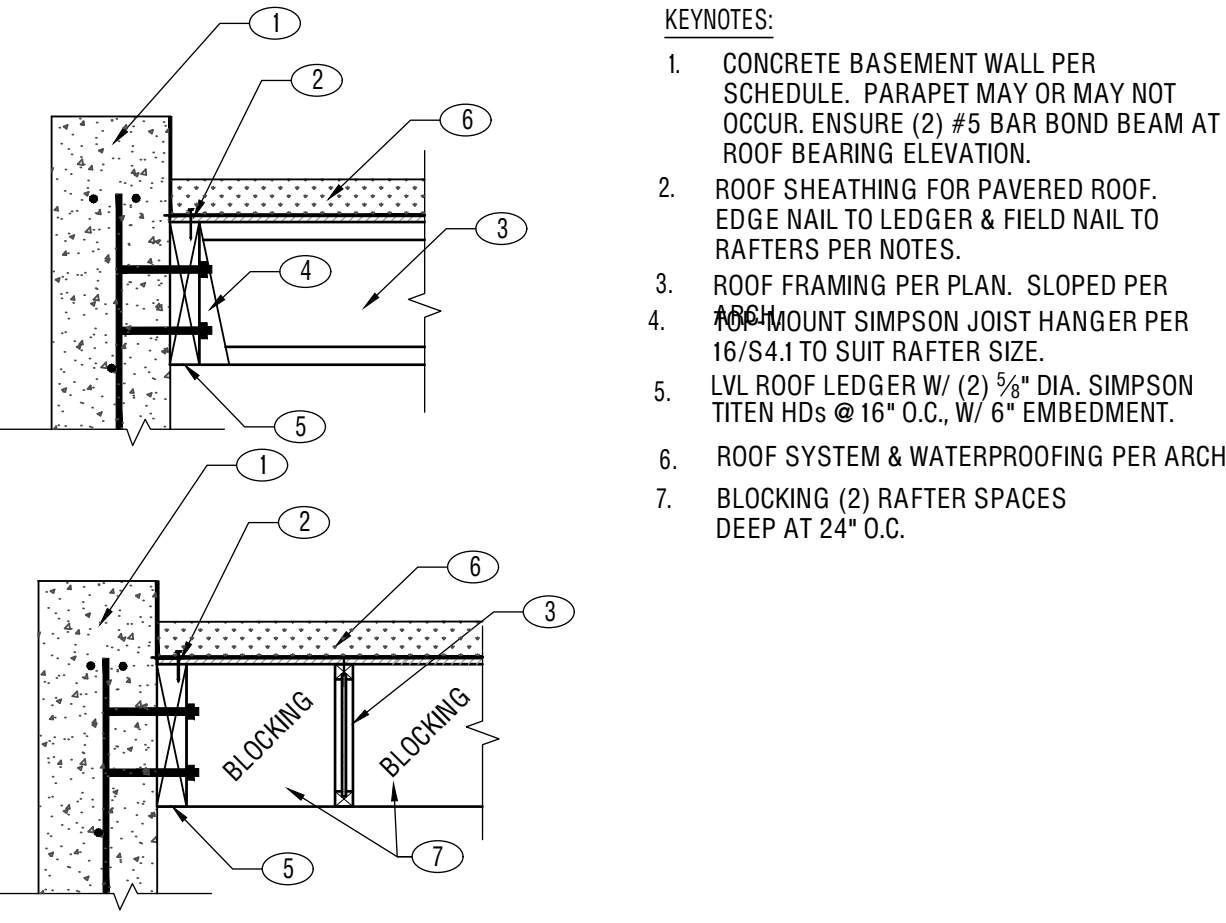 1
2
6
3
4
5
1
2
6
3
BLOCKING
BLOCKING
7
5
KEYNOTES:
1. CONCRETE BASEMENT WALL PER
SCHEDULE. PARAPET MAY OR MAY NOT
OCCUR. ENSURE (2) #5 BAR BOND BEAM AT
ROOF BEARING ELEVATION.
2. ROOF SHEATHING FOR PAVERED ROOF.
EDGE NAIL TO LEDGER & FIELD NAIL TO
RAFTERS PER NOTES.
3. ROOF FRAMING PER PLAN. SLOPED PER
ARCH.
4. TOP-MOUNT SIMPSON JOIST HANGER PER
16/S4.1 TO SUIT RAFTER SIZE.
5. LVL ROOF LEDGER W/ (2) 5⁄8" DIA. SIMPSON
TITEN HDs @ 16" O.C., W/ 6" EMBEDMENT.
6. ROOF SYSTEM & WATERPROOFING PER ARCH
7. BLOCKING (2) RAFTER SPACES
DEEP AT 24" O.C.